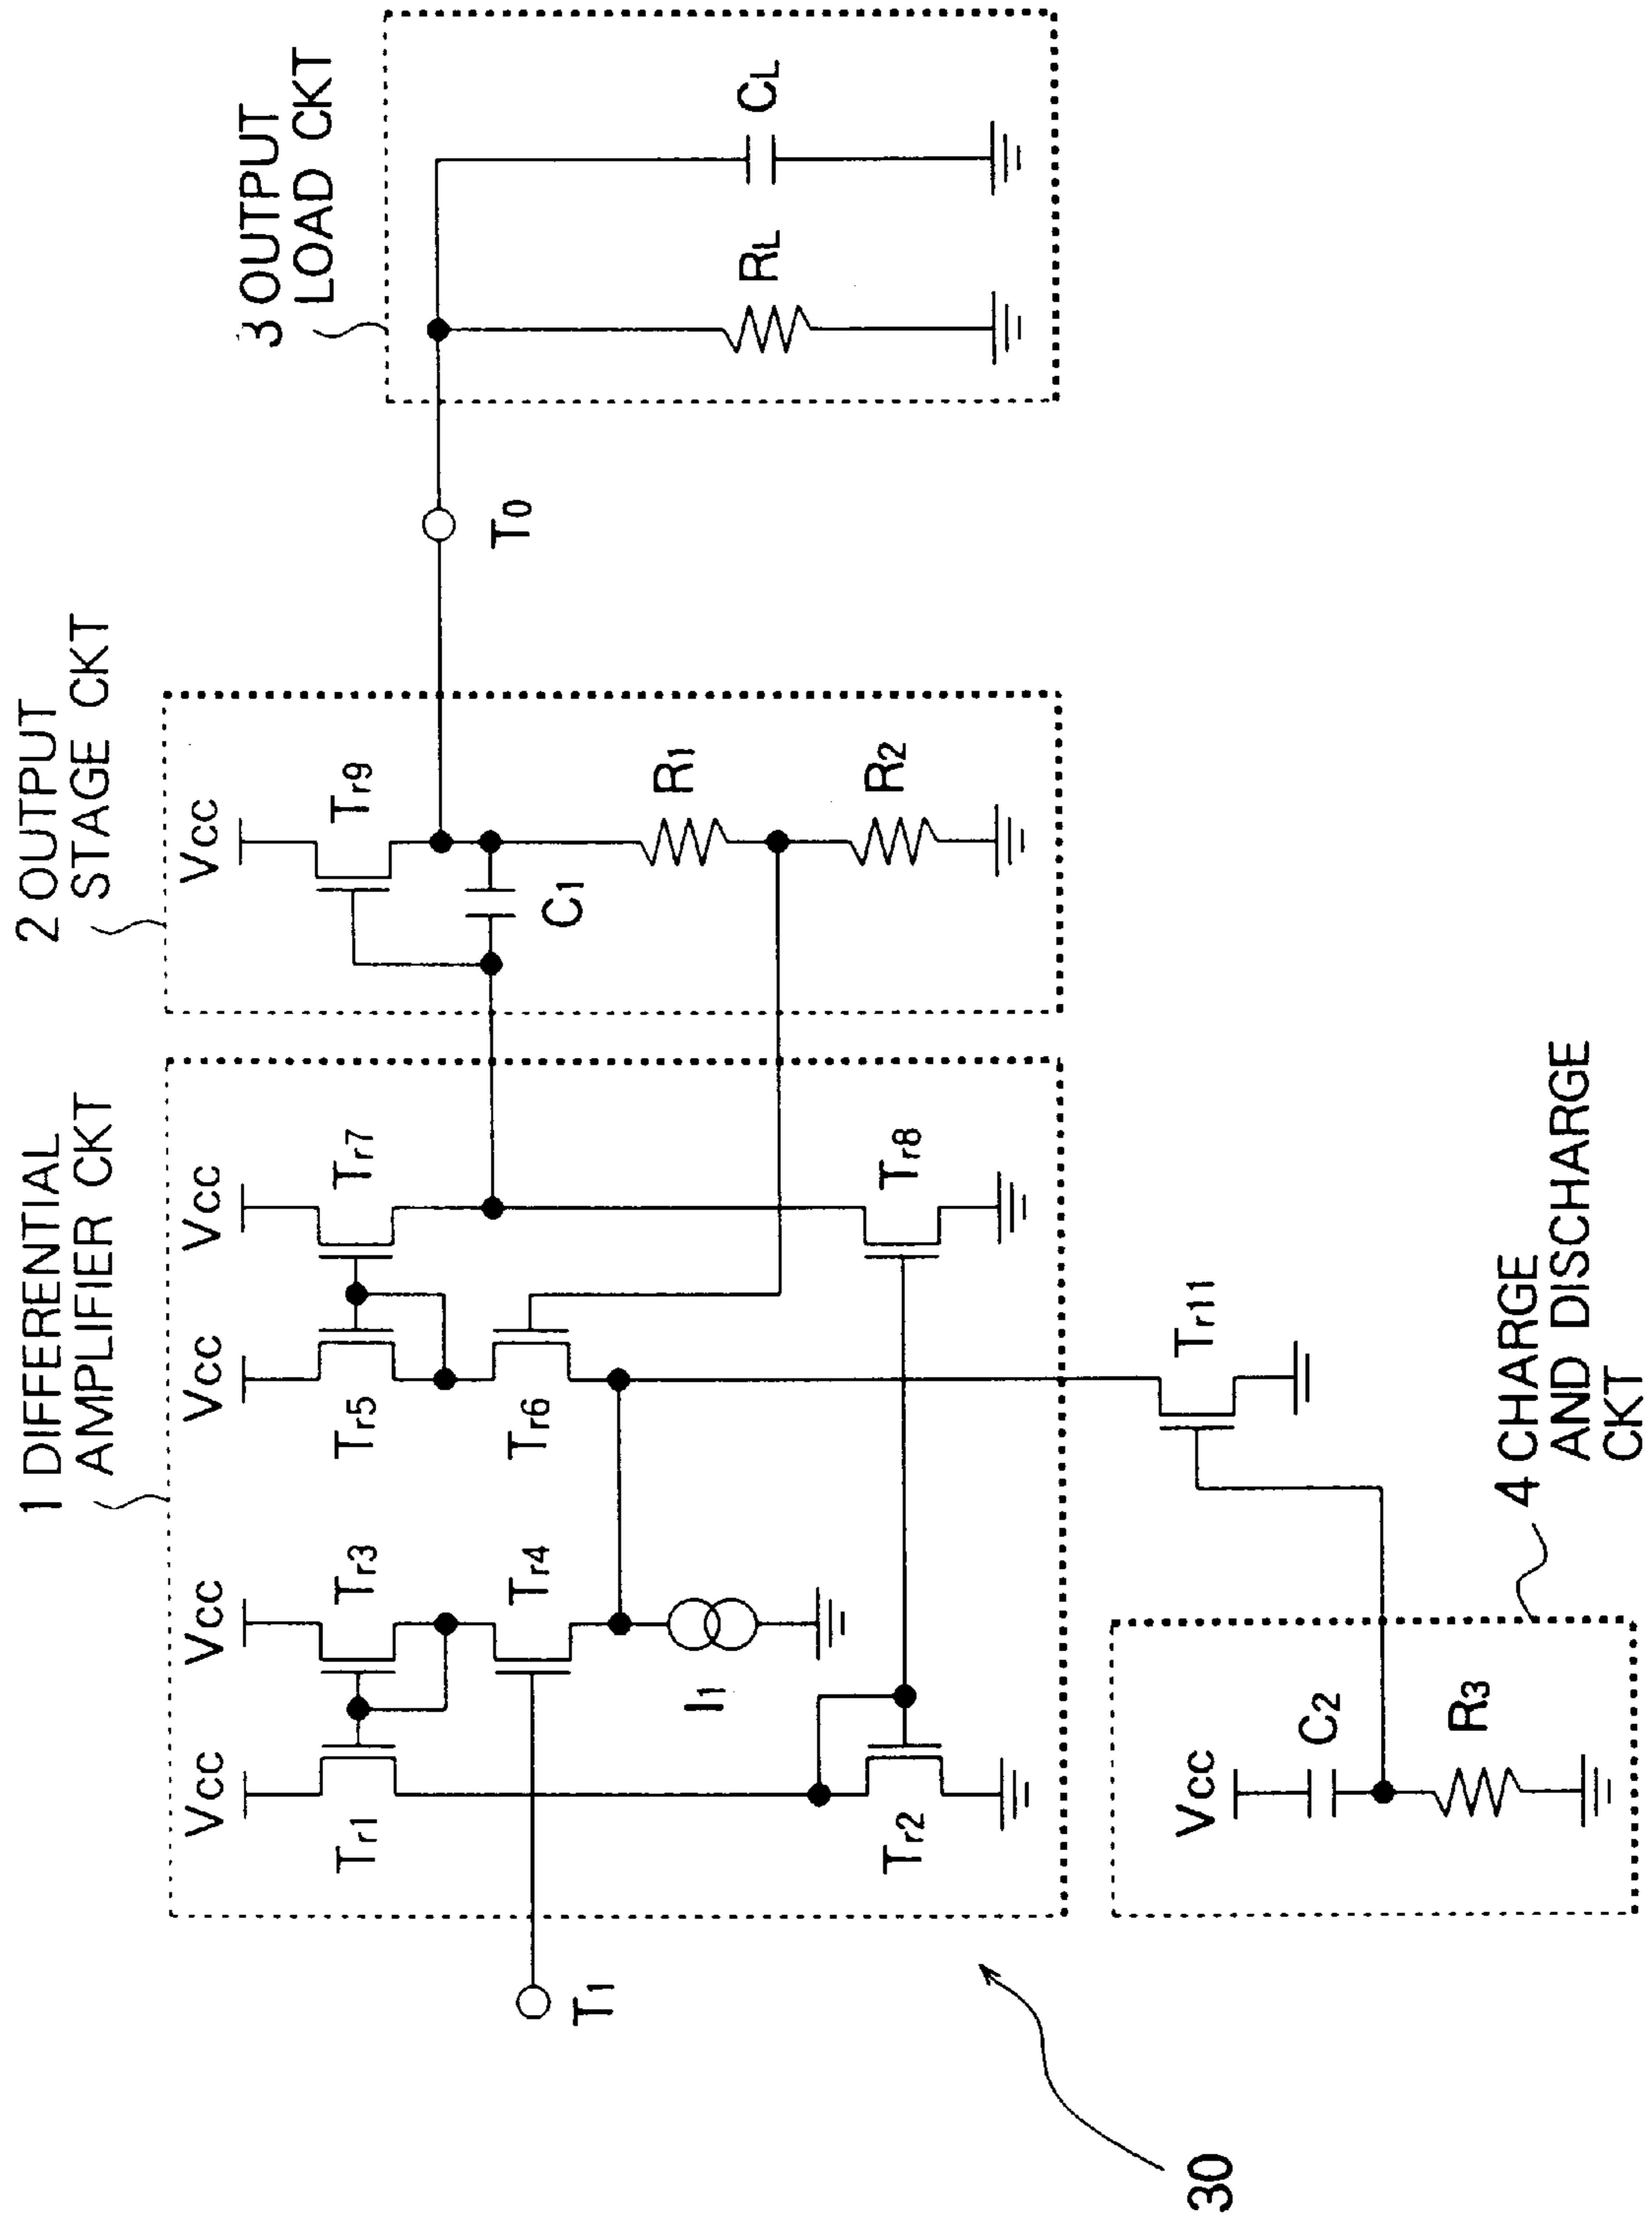 1 DIFFERENTIAL
AMPLIFIER CKT
2 OUTPUT
STAGE CKT
3 OUTPUT
LOAD CKT
Vcc
Vcc
Vcc
Vcc
Vcc
Tr1
Tr3
Tr5
Tr7
Tr9
Tr4
Tr6
C1
T0
T1
I1
R1
RL
CL
Tr2
Tr8
R2
Tr11
Vcc
C2
R3
4 CHARGE
AND DISCHARGE
CKT
30